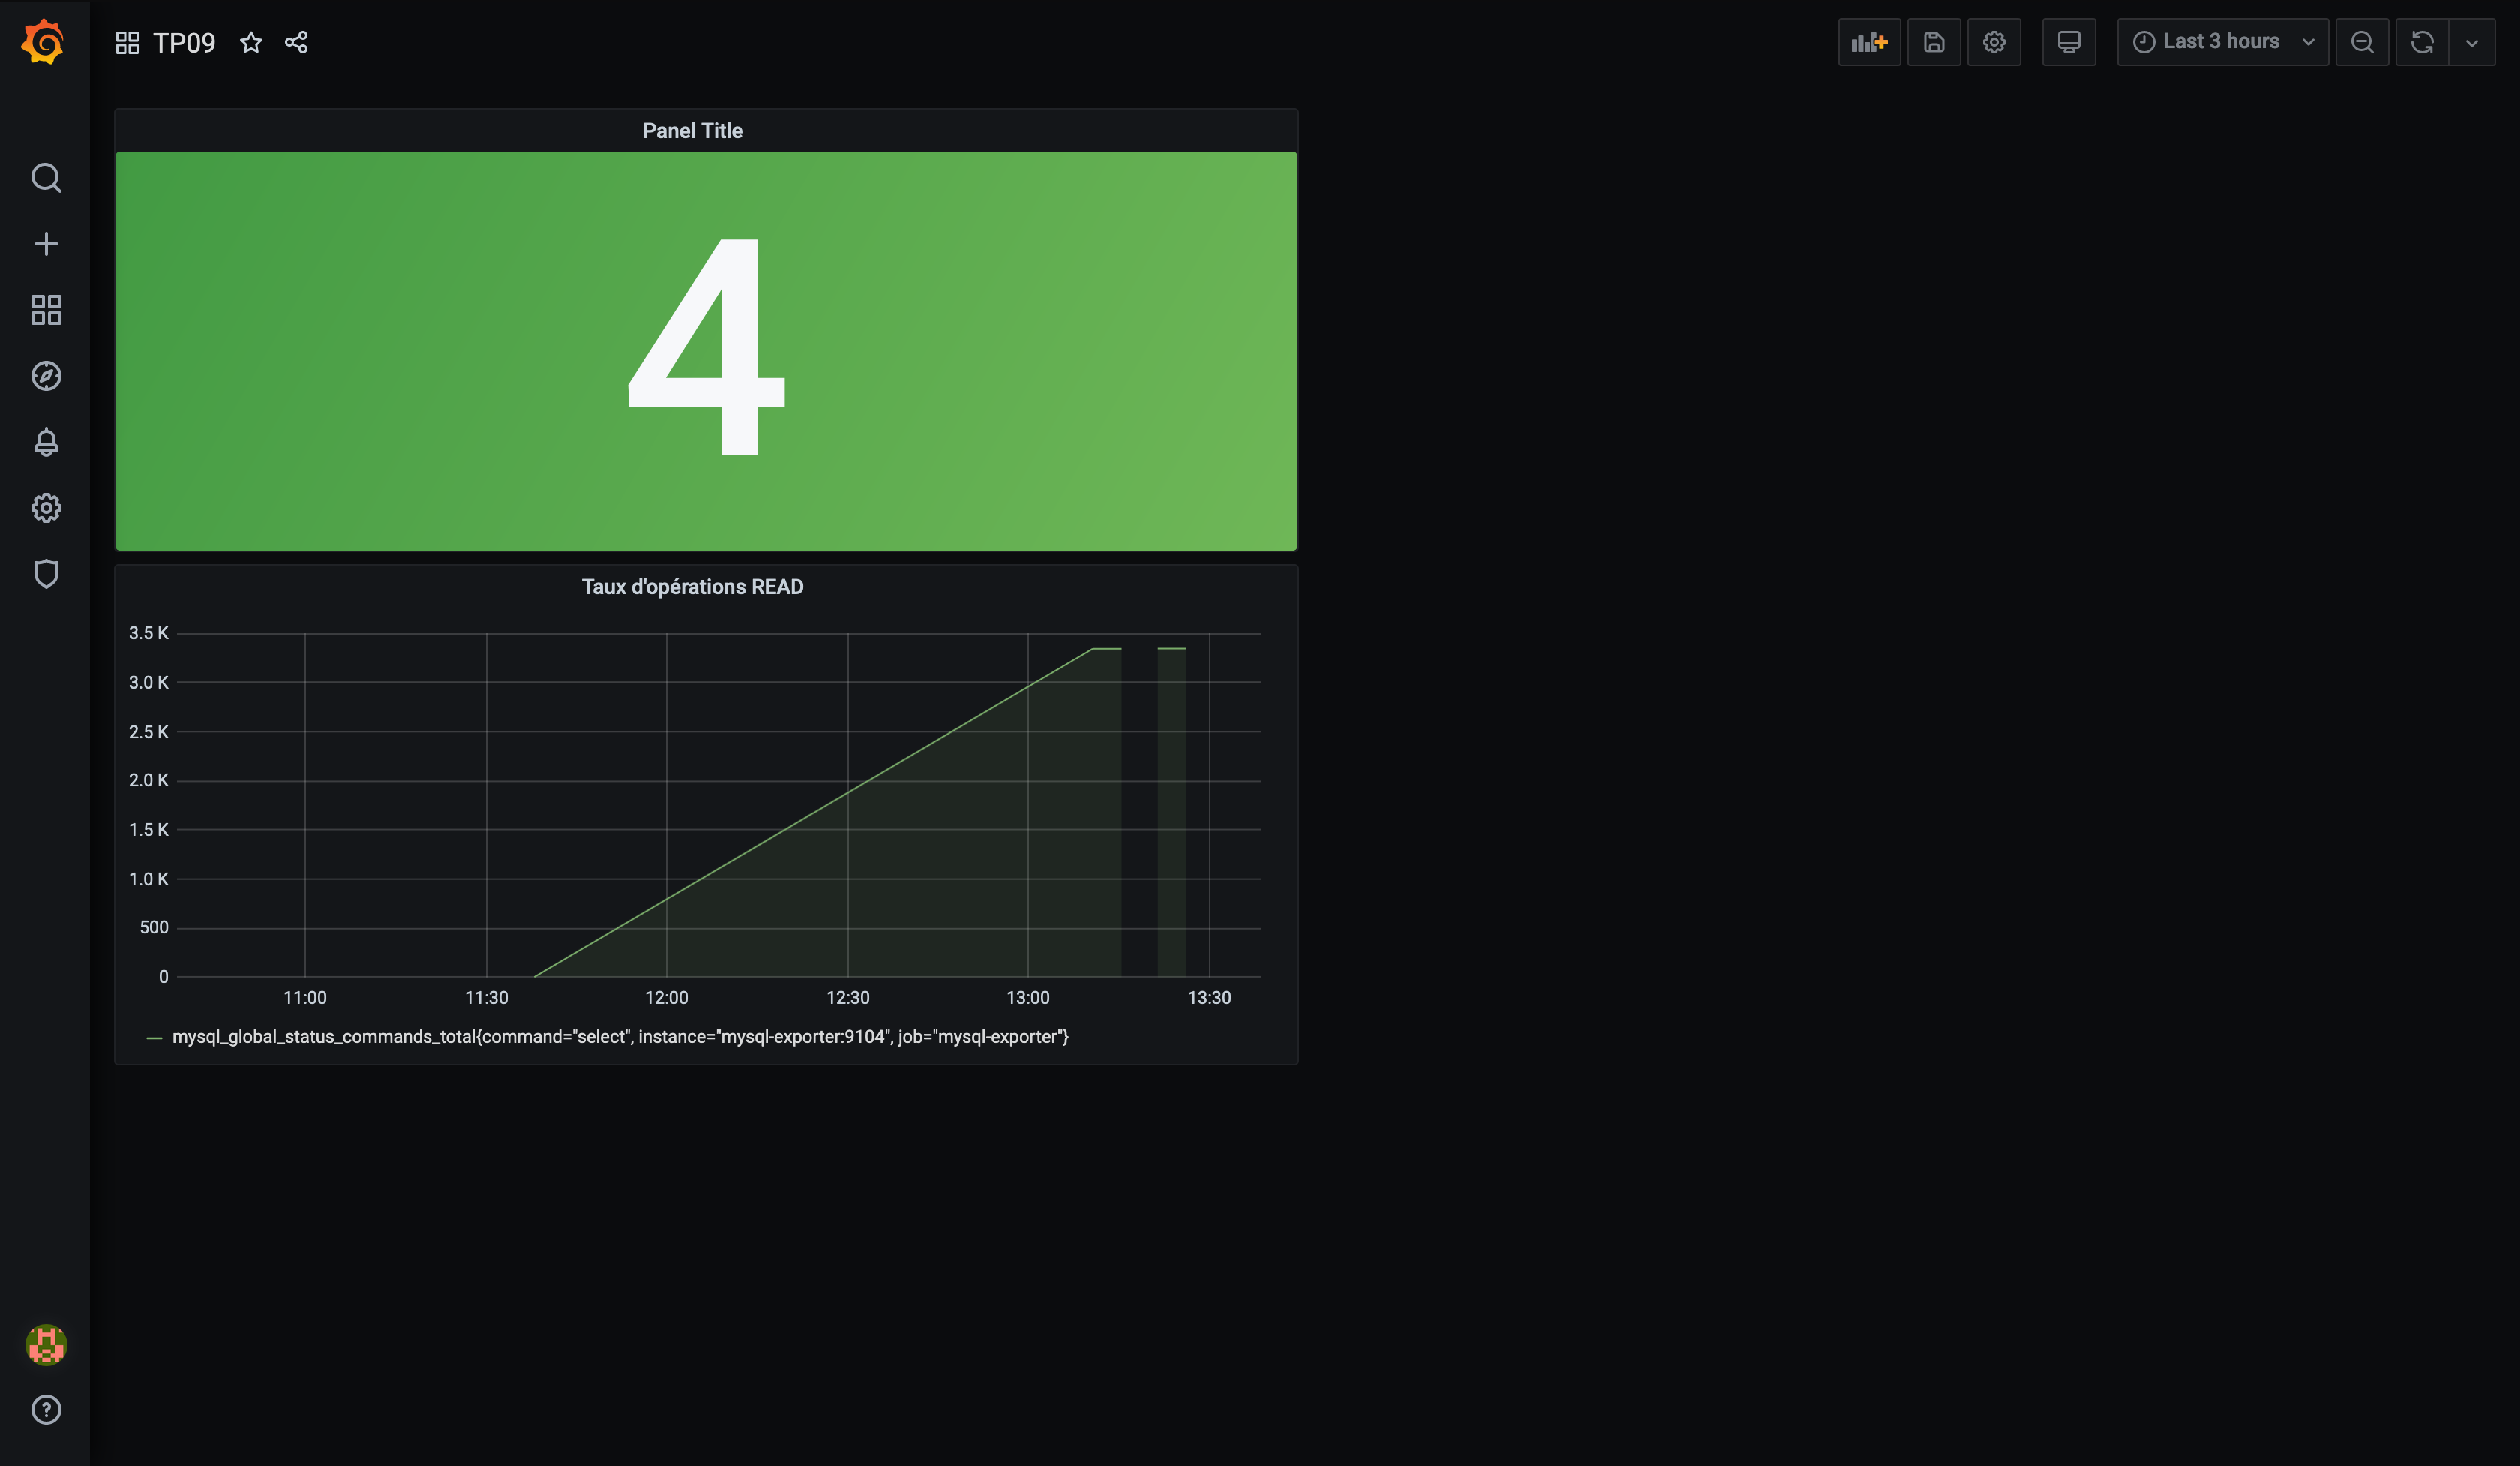 TP09
Last 3 hours
Panel Title
4
Taux d'opérations READ
3.5 K
3.0 K
2.5 K
2.0 K
1.5 K
1.0 K
500
0
11:00 11:30 12:00 12:30 13:00 13:30
mysql_global_status_commands_total{command="select", instance="mysql-exporter:9104", job="mysql-exporter"}